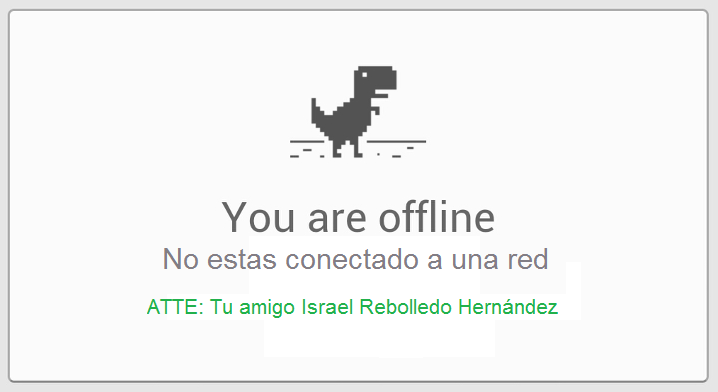 You are offline
No estas conectado a una red
ATTE: Tu amigo Israel Rebolledo Hernández